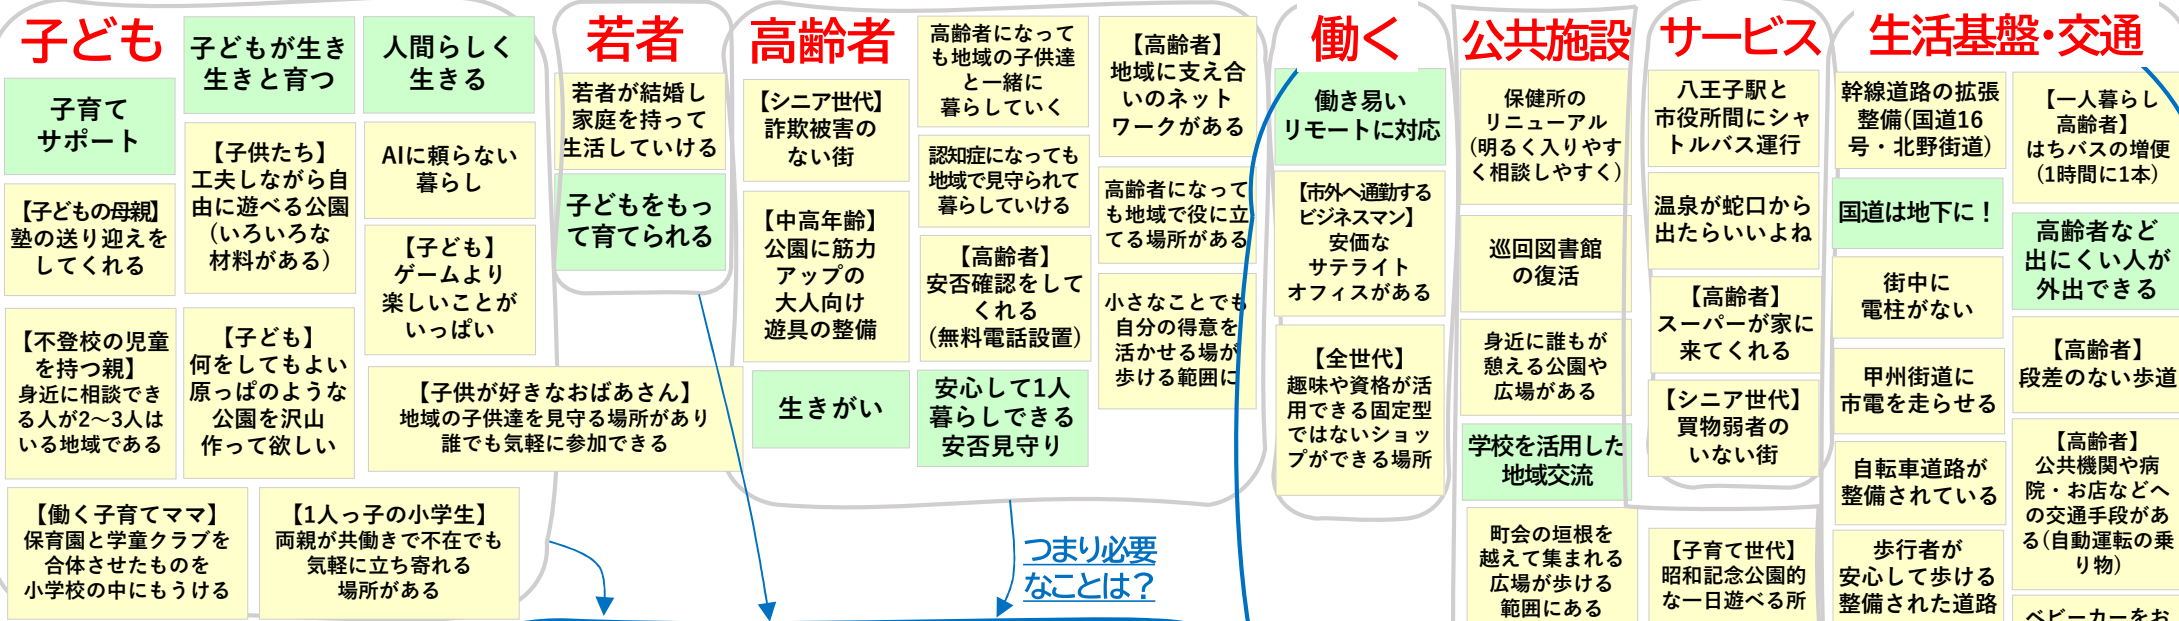 子ども
子育て
サポート
【子どもの母親】
塾の送り迎えを
してくれる
【不登校の児童
を持つ親】
身近に相談でき
る人が2〜3人は
いる地域である
子どもが生き
生きと育つ
【子供たち】
工夫しながら自
由に遊べる公園
(いろいろな
材料がある)
【子ども】
何をしてもよい
原っぱのような
公園を沢山
作って欲しい
人間らしく
生きる
AIに頼らない
暮らし
【子ども】
ゲームより
楽しいことが
いっぱい
【子供が好きなおばあさん】
地域の子供達を見守る場所があり
誰でも気軽に参加できる
【働く子育てママ】
保育園と学童クラブを
合体させたものを
小学校の中にもうける
【1人っ子の小学生】
両親が共働きで不在でも
気軽に立ち寄れる
場所がある
若者
若者が結婚し
家庭を持って
生活していける
子どもをもっ
て育てられる
高齢者
【シニア世代】
詐欺被害の
ない街
【中高年齢】
公園に筋力
アップの
大人向け
遊具の整備
生きがい
高齢者になって
も地域の子供達
と一緒に
暮らしていく
認知症になっても
地域で見守られて
暮らしていける
【高齢者】
安否確認をして
くれる
(無料電話設置)
安心して1人
暮らしできる
安否見守り
【高齢者】
地域に支え合
いのネット
ワークがある
高齢者になって
も地域で役に立
てる場所がある
小さなことでも
自分の得意を
活かせる場が
歩ける範囲に
つまり必要
なことは?
働く
働き易い
リモートに対応
【市外へ通勤する
ビジネスマン】
安価な
サテライト
オフィスがある
【全世代】
趣味や資格が活
用できる固定型
ではないショッ
プができる場所
公共施設
保健所の
リニューアル
(明るく入りやす
く相談しやすく)
巡回図書館
の復活
身近に誰もが
憩える公園や
広場がある
学校を活用した
地域交流
町会の垣根を
越えて集まれる
広場が歩ける
範囲にある
サービス
八王子駅と
市役所間にシャ
トルバス運行
温泉が蛇口から
出たらいいよね
【高齢者】
スーパーが家に
来てくれる
【シニア世代】
買物弱者の
いない街
【子育て世代】
昭和記念公園的
な一日遊べる所
生活基盤・交通
幹線道路の拡張
整備(国道16
号・北野街道)
国道は地下に!
街中に
電柱がない
甲州街道に
市電を走らせる
自転車道路が
整備されている
歩行者が
安心して歩ける
整備された道路
【一人暮らし
高齢者】
はちバスの増便
(1時間に1本)
高齢者など
出にくい人が
外出できる
【高齢者】
段差のない歩道
【高齢者】
公共機関や病
院・お店などへ
の交通手段があ
る(自動運転の乗
り物)
ベビーカーをお